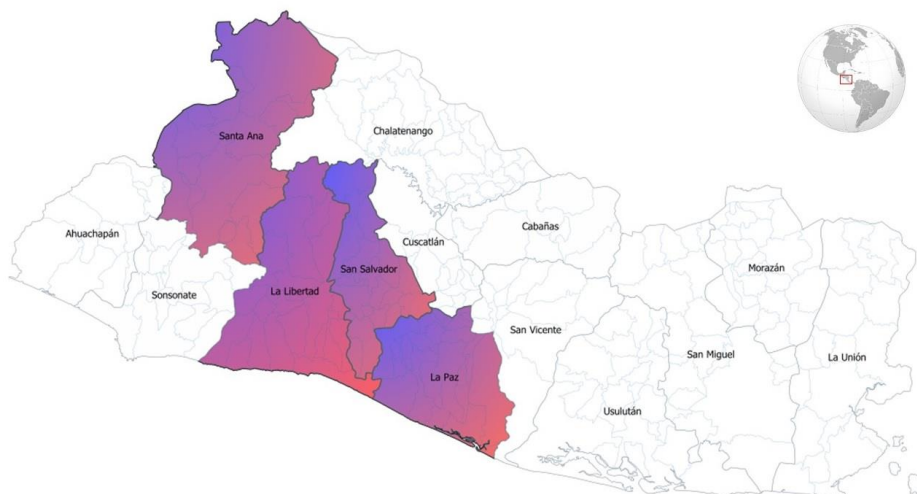 Chalatenango
Santa Ana
Cabañas
Ahuachapán
Cuscatlán
San Salvador
Morazán
La Libertad
Sonsonate
San Vicente
San Miguel
La Unión
La Paz
Usulután